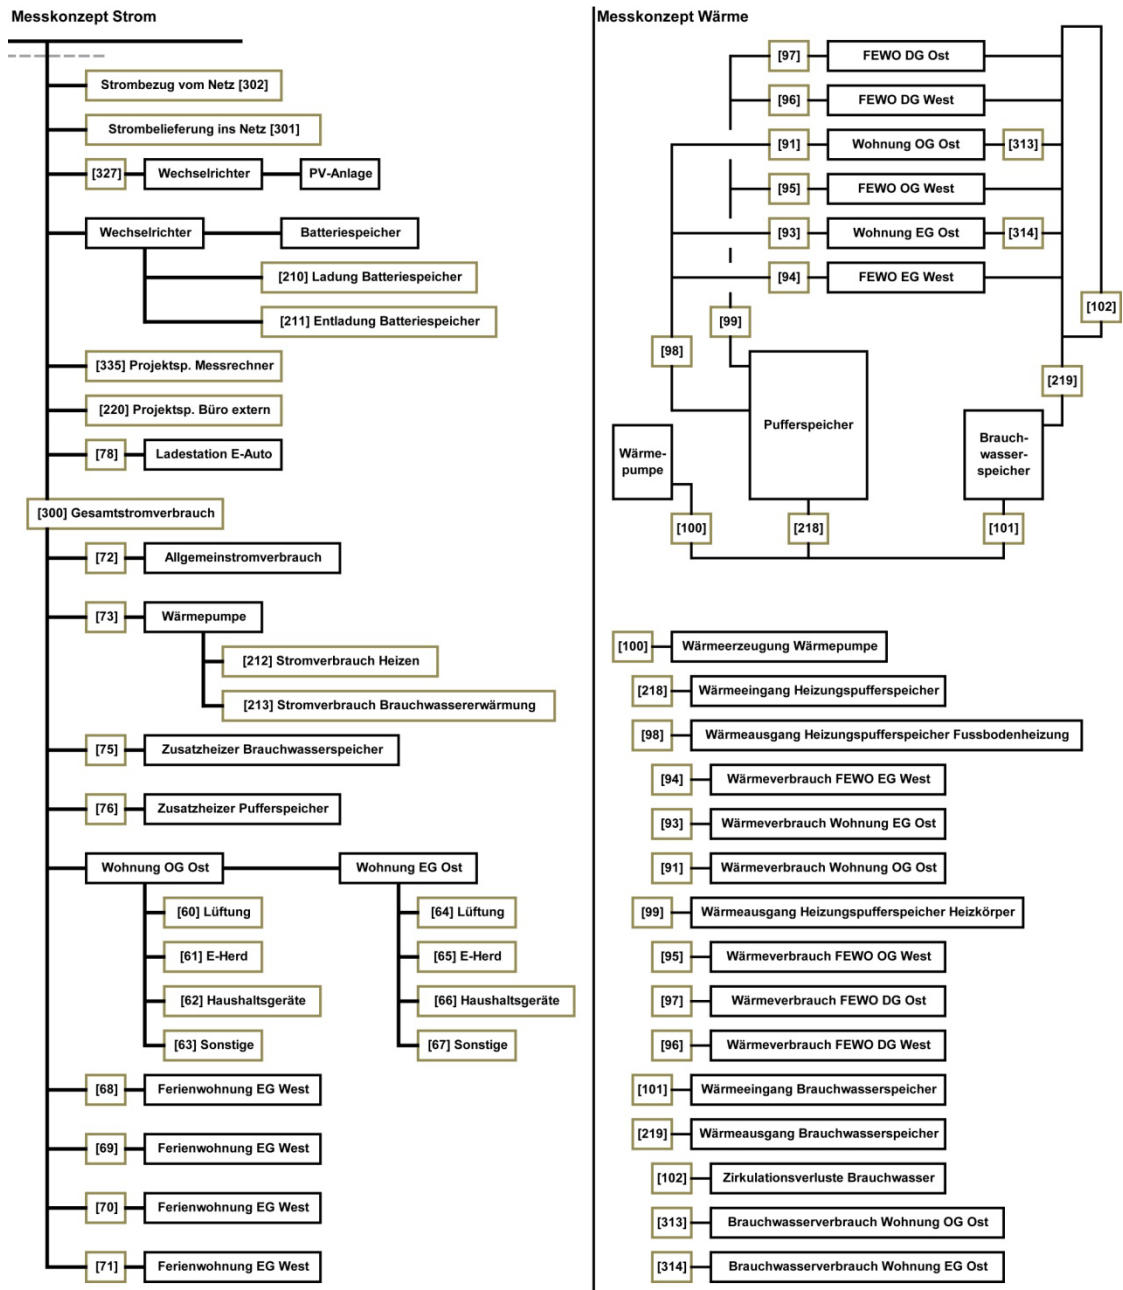 Messkonzept Strom
Strombezug vom Netz [302]
Strombelieferung ins Netz [301]
[327] Wechselrichter PV-Anlage
Wechselrichter Batteriespeicher
[210] Ladung Batteriespeicher
[211] Entladung Batteriespeicher
[335] Projektsp. Messrechner
[220] Projektsp. Büro extern
[78] Ladestation E-Auto
[300] Gesamtstromverbrauch
[72] Allgemeinstromverbrauch
[73] Wärmepumpe
[212] Stromverbrauch Heizen
[213] Stromverbrauch Brauchwassererwärmung
[75] Zusatzheizer Brauchwasserspeicher
[76] Zusatzheizer Pufferspeicher
Wohnung OG Ost Wohnung EG Ost
[60] Lüftung [64] Lüftung
[61] E-Herd [65] E-Herd
[62] Haushaltsgeräte [66] Haushaltsgeräte
[63] Sonstige [67] Sonstige
[68] Ferienwohnung EG West
[69] Ferienwohnung EG West
[70] Ferienwohnung EG West
[71] Ferienwohnung EG West
Messkonzept Wärme
[97] FEWO DG Ost
[96] FEWO DG West
[91] Wohnung OG Ost [313]
[95] FEWO OG West
[93] Wohnung EG Ost [314]
[94] FEWO EG West
[102]
[99]
[98]
[219]
Pufferspeicher
Wärme-
pumpe
Brauch-
wasser-
speicher
[100] [218] [101]
[100] Wärmeerzeugung Wärmepumpe
[218] Wärmeeingang Heizungspufferspeicher
[98] Wärmeausgang Heizungspufferspeicher Fussbodenheizung
[94] Wärmeverbrauch FEWO EG West
[93] Wärmeverbrauch Wohnung EG Ost
[91] Wärmeverbrauch Wohnung OG Ost
[99] Wärmeausgang Heizungspufferspeicher Heizkörper
[95] Wärmeverbrauch FEWO OG West
[97] Wärmeverbrauch FEWO DG Ost
[96] Wärmeverbrauch FEWO DG West
[101] Wärmeeingang Brauchwasserspeicher
[219] Wärmeausgang Brauchwasserspeicher
[102] Zirkulationsverluste Brauchwasser
[313] Brauchwasserverbrauch Wohnung OG Ost
[314] Brauchwasserverbrauch Wohnung EG Ost